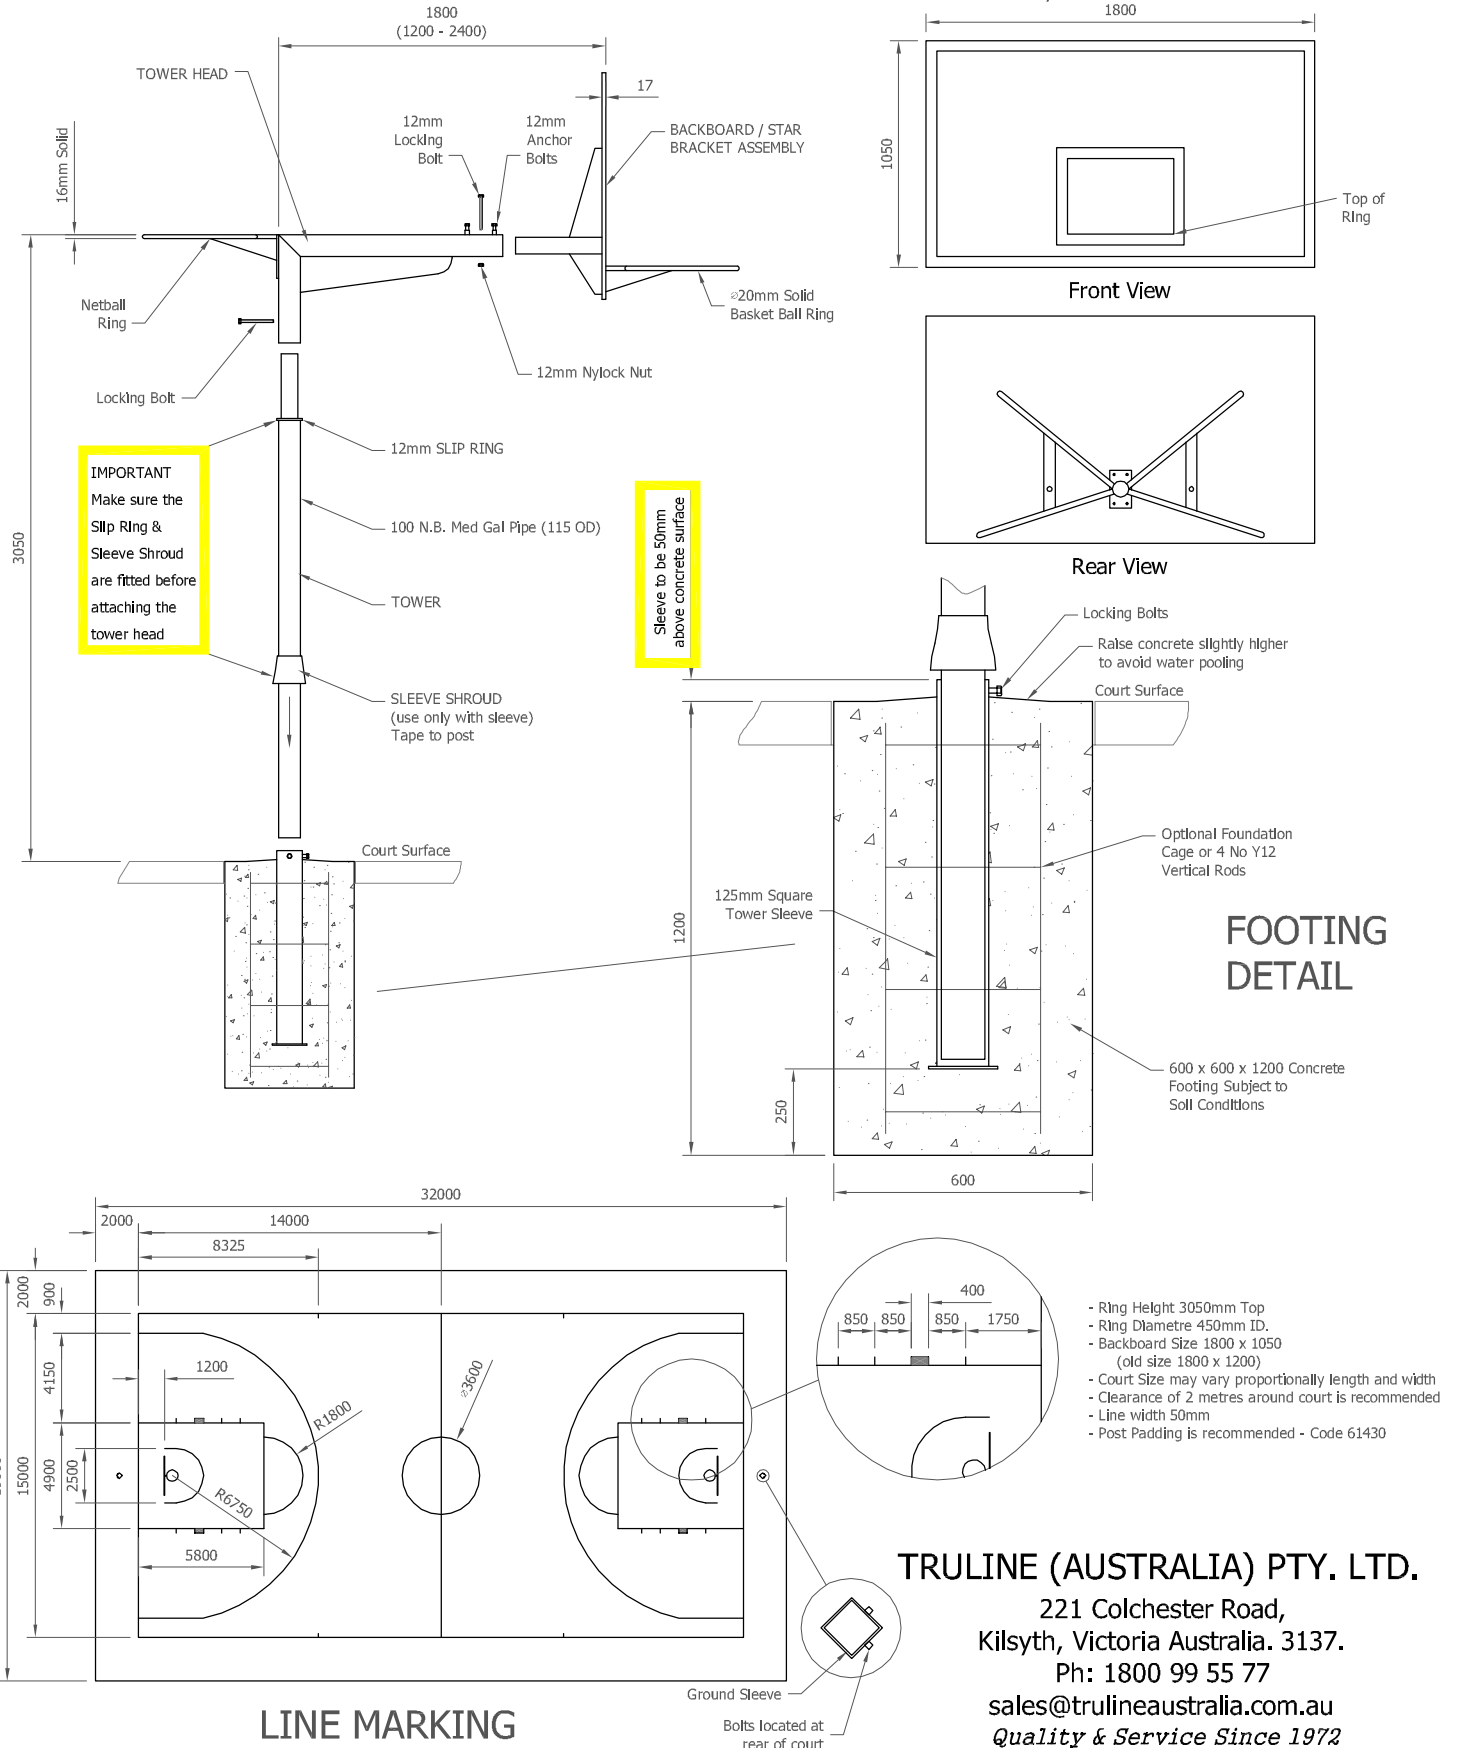 1800
(1200 - 2400)
TOWER HEAD
16mm Solid
12mm
Locking
Bolt
12mm
Anchor
Bolts
17
BACKBOARD / STAR
BRACKET ASSEMBLY
Netball
Ring
Locking Bolt
⌀20mm Solid
Basket Ball Ring
12mm Nylock Nut
12mm SLIP RING
IMPORTANT
Make sure the
Slip Ring &
Sleeve Shroud
are fitted before
attaching the
tower head
100 N.B. Med Gal Pipe (115 OD)
TOWER
3050
SLEEVE SHROUD
(use only with sleeve)
Tape to post
Court Surface
1800
1050
Top of
Ring
Front View
Rear View
Sleeve to be 50mm
above concrete surface
Locking Bolts
Raise concrete slightly higher
to avoid water pooling
Court Surface
Optional Foundation
Cage or 4 No Y12
Vertical Rods
125mm Square
Tower Sleeve
1200
FOOTING
DETAIL
600 x 600 x 1200 Concrete
Footing Subject to
Soil Conditions
250
600
32000
2000
14000
8325
2000
900
4150
15000
4900
2500
1200
R1800
⌀3600
R6750
5800
400
850
850
850
1750
- Ring Height 3050mm Top
- Ring Diametre 450mm ID.
- Backboard Size 1800 x 1050
(old size 1800 x 1200)
- Court Size may vary proportionally length and width
- Clearance of 2 metres around court is recommended
- Line width 50mm
- Post Padding is recommended - Code 61430
Ground Sleeve
Bolts located at
rear of court
LINE MARKING
TRULINE (AUSTRALIA) PTY. LTD.
221 Colchester Road,
Kilsyth, Victoria Australia. 3137.
Ph: 1800 99 55 77
sales@trulineaustralia.com.au
Quality & Service Since 1972